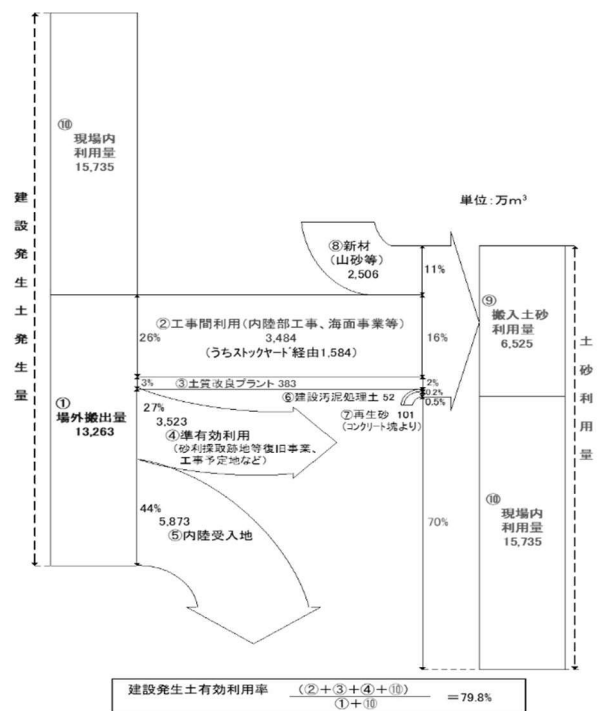 ⑩
現場内
利用量
15,735
建設発生土発生量
単位:万m³
⑧新材
(山砂等)
2,506
11%
⑨
搬入土砂
利用量
6,525
②工事間利用(内陸部工事、海面事業等)
26%
3,484
16%
(うちストックヤード経由1,584)
土砂利用量
3%
③土質改良プラント 383
2%
①
場外搬出量
13,263
⑥建設汚泥処理土 52
0.2%
27%
3,523
⑦再生砂 101
0.5%
(コンクリート塊より)
④準有効利用
(砂利採取跡地等復旧事業、
工事予定地など)
44%
5,873
⑤内陸受入地
70%
⑩
現場内
利用量
15,735
建設発生土有効利用率 (②+③+④+⑩)
①+⑩
=79.8%